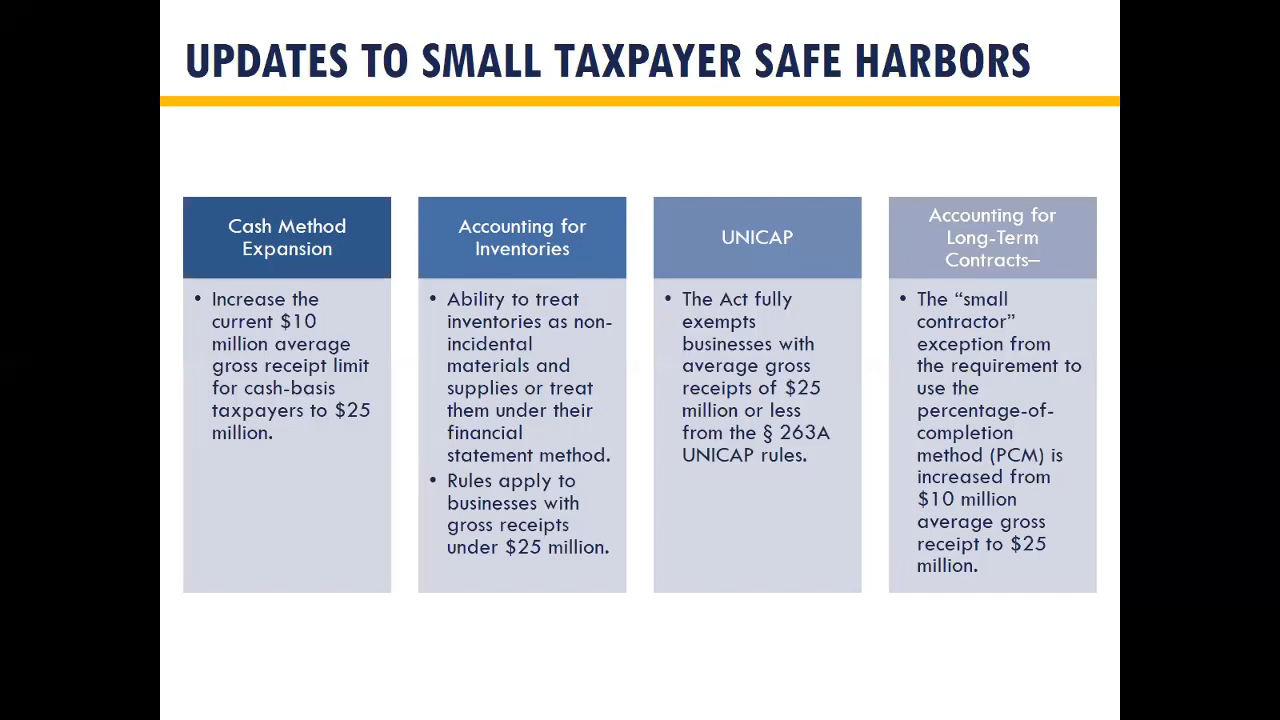 UPDATES TO SMALL TAXPAYER SAFE HARBORS
Cash Method
Expansion
• Increase the
current $10
million average
gross receipt limit
for cash-basis
taxpayers to $25
million.
Accounting for
Inventories
• Ability to treat
inventories as non-
incidental
materials and
supplies or treat
them under their
financial
statement method.
• Rules apply to
businesses with
gross receipts
under $25 million.
UNICAP
• The Act fully
exempts
businesses with
average gross
receipts of $25
million or less
from the § 263A
UNICAP rules.
Accounting for
Long-Term
Contracts–
• The “small
contractor”
exception from
the requirement to
use the
percentage-of-
completion
method (PCM) is
increased from
$10 million
average gross
receipt to $25
million.